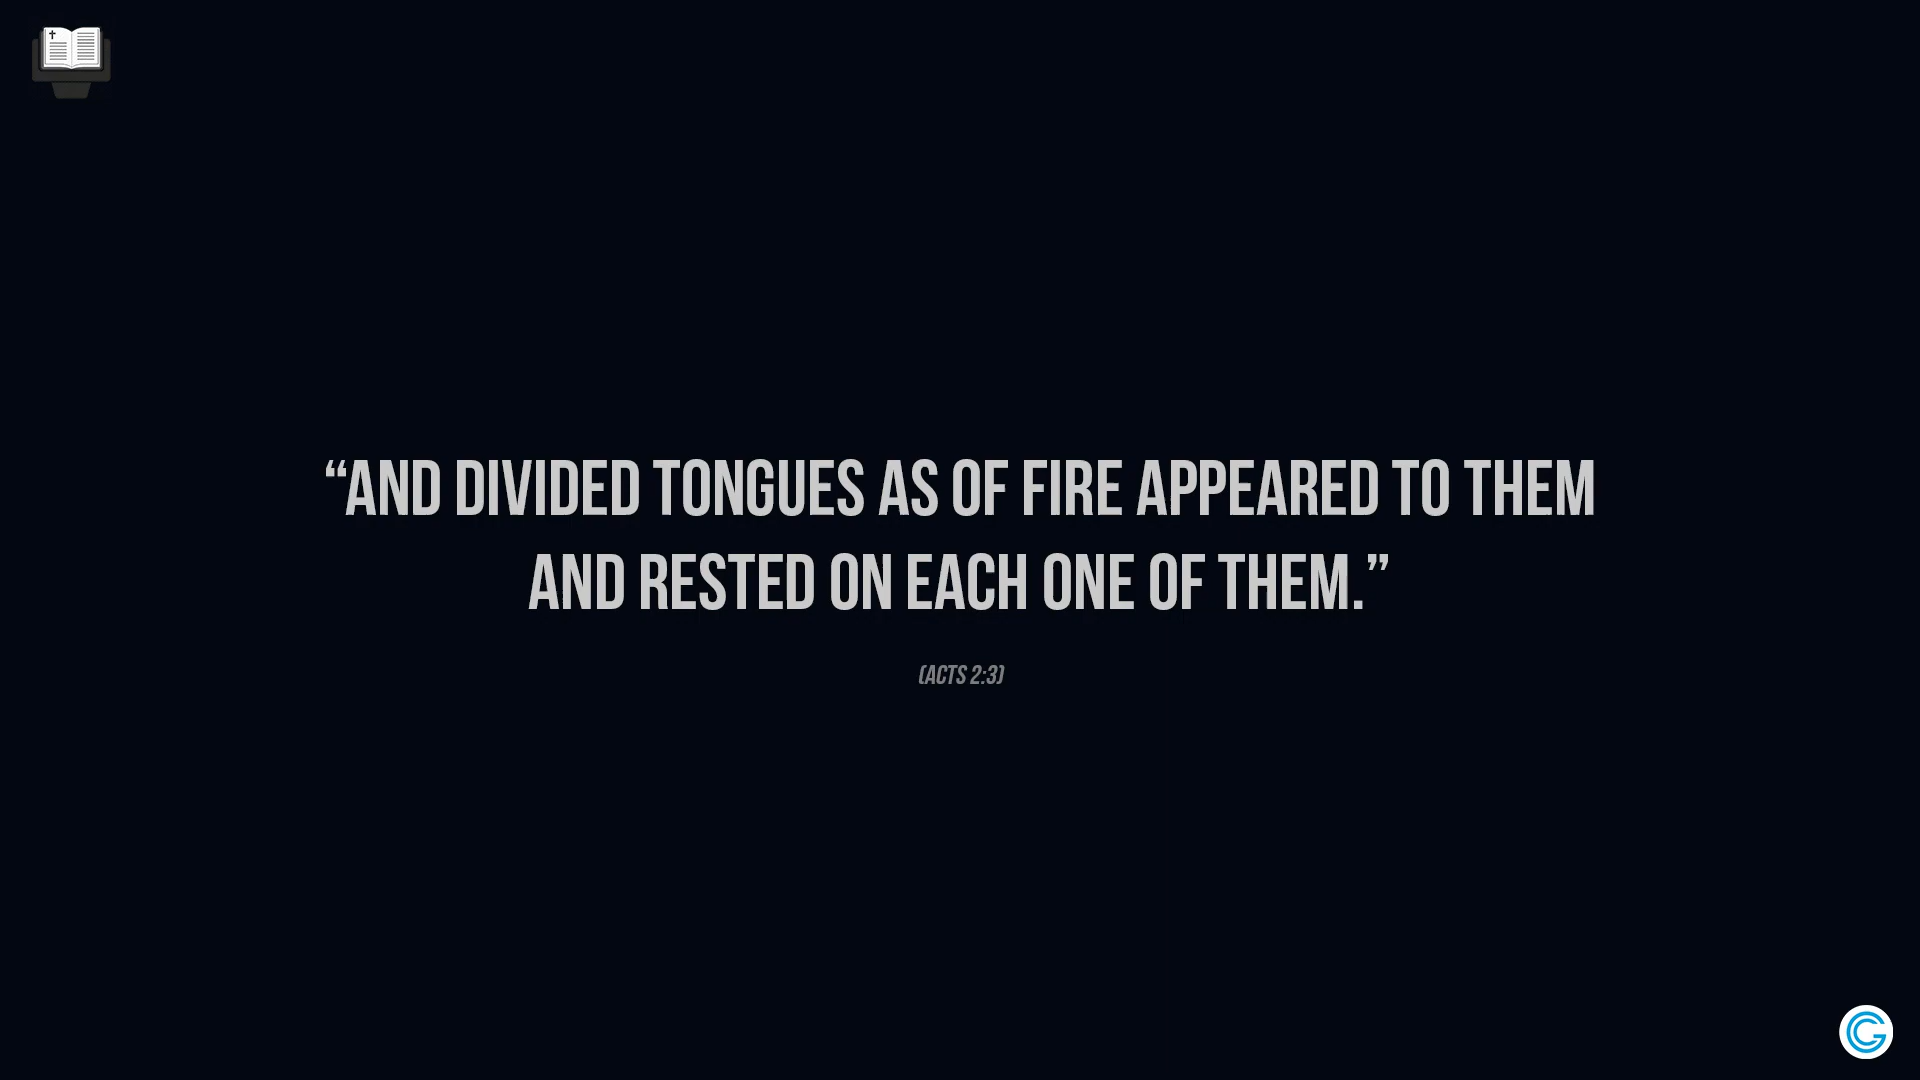 “AND DIVIDED TONGUES AS OF FIRE APPEARED TO THEM
AND RESTED ON EACH ONE OF THEM.”
(ACTS 2:3)